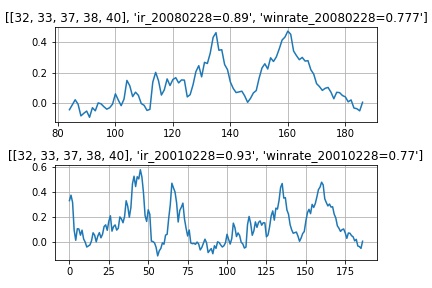 [[32, 33, 37, 38, 40], 'ir_20080228=0.89', 'winrate_20080228=0.777']
0.4
0.2
0.0
80 100 120 140 160 180
[[32, 33, 37, 38, 40], 'ir_20010228=0.93', 'winrate_20010228=0.77']
0.6
0.4
0.2
0.0
0 25 50 75 100 125 150 175